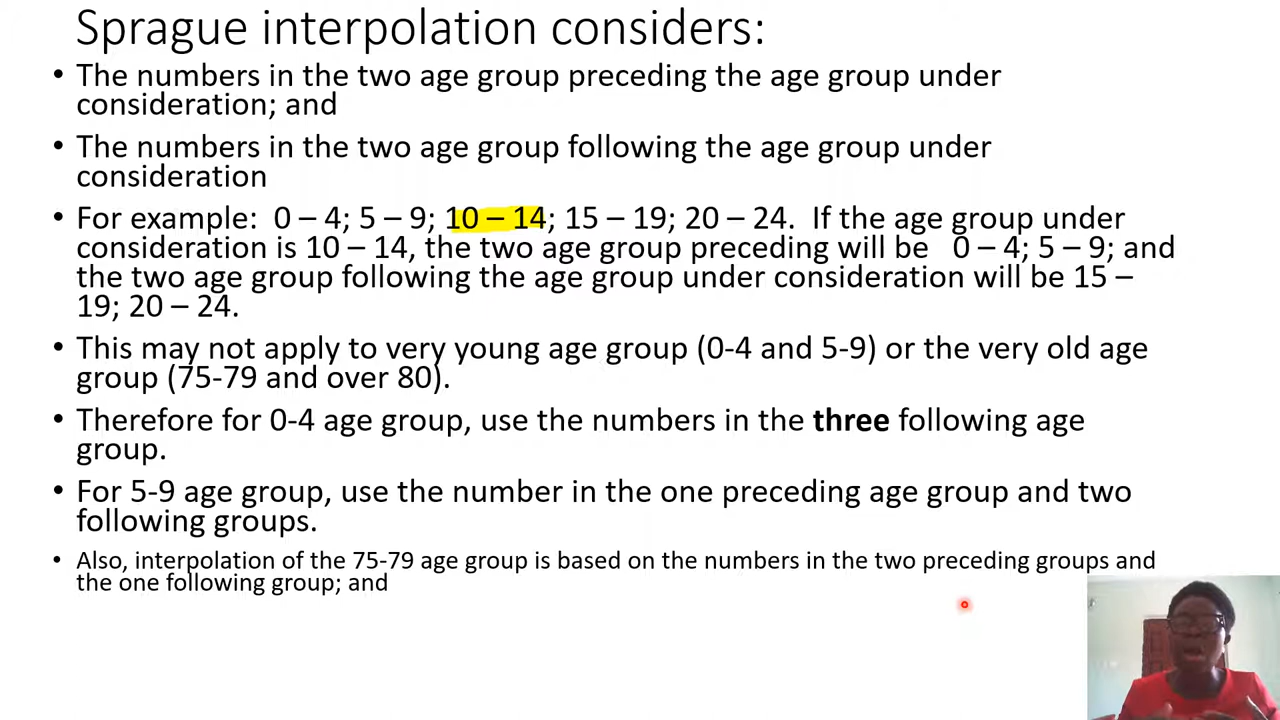 Sprague interpolation considers:
• The numbers in the two age group preceding the age group under
consideration; and
• The numbers in the two age group following the age group under
consideration
• For example: 0 – 4; 5 – 9; 10 – 14; 15 – 19; 20 – 24. If the age group under
consideration is 10 – 14, the two age group preceding will be 0 – 4; 5 – 9; and
the two age group following the age group under consideration will be 15 –
19; 20 – 24.
• This may not apply to very young age group (0-4 and 5-9) or the very old age
group (75-79 and over 80).
• Therefore for 0-4 age group, use the numbers in the three following age
group.
• For 5-9 age group, use the number in the one preceding age group and two
following groups.
• Also, interpolation of the 75-79 age group is based on the numbers in the two preceding groups and
the one following group; and